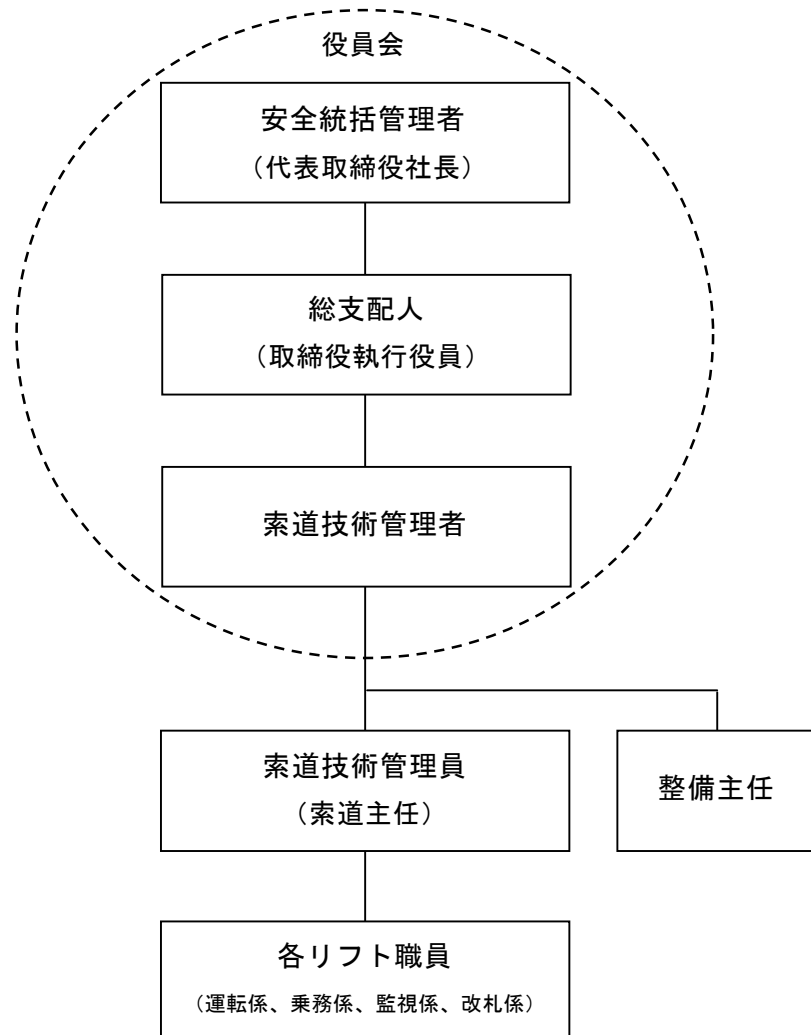 役員会
安全統括管理者
（代表取締役社長）
総支配人
（取締役執行役員）
索道技術管理者
索道技術管理員
（索道主任）
整備主任
各リフト職員
（運転係、乗務係、監視係、改札係）